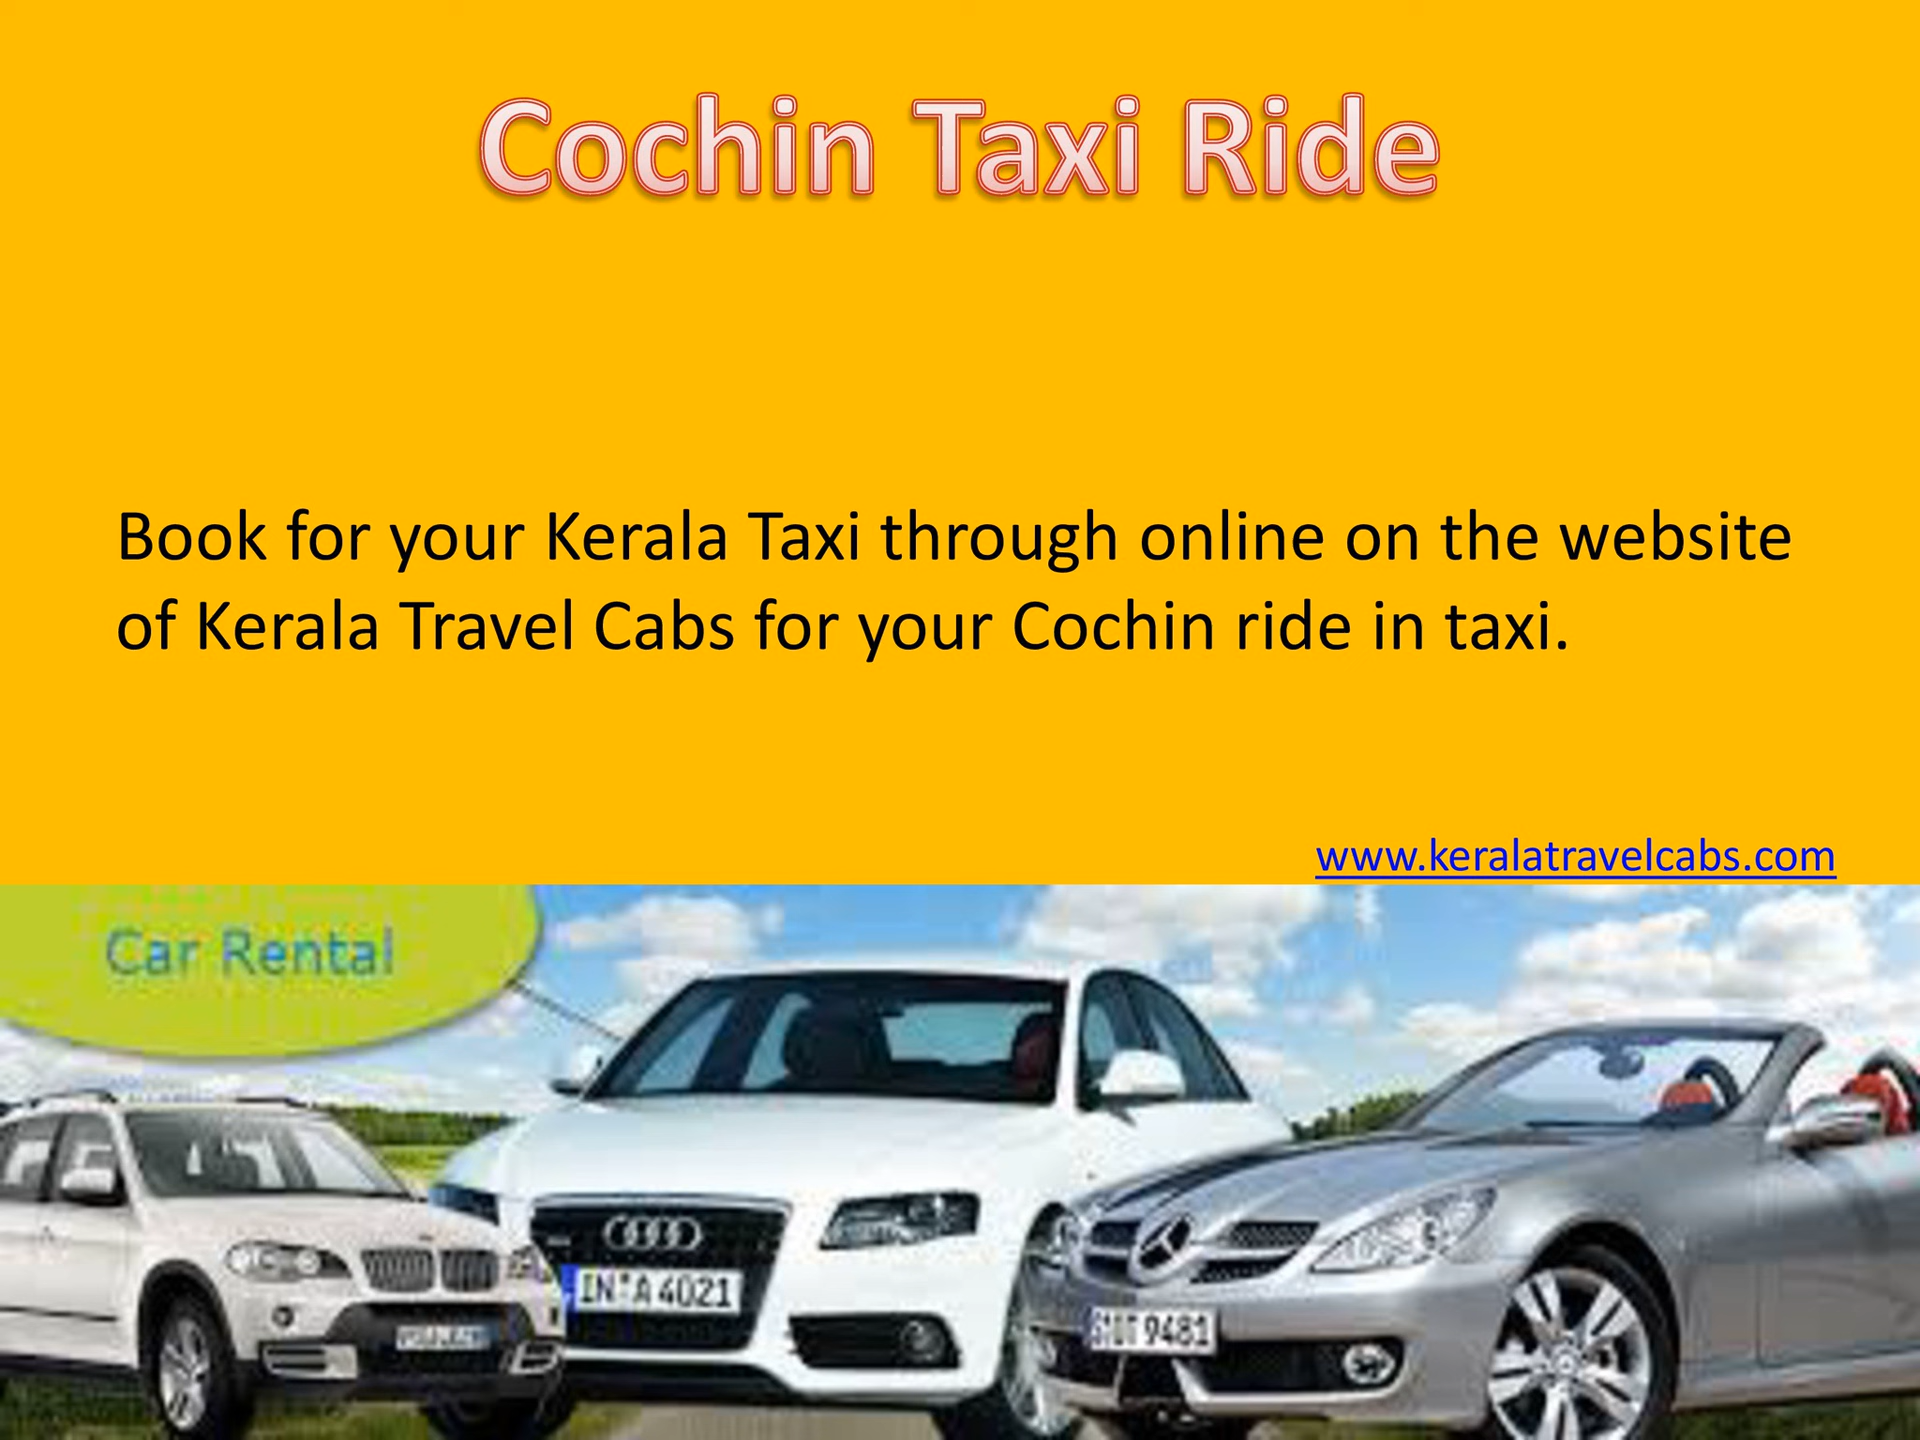 Cochin Taxi Ride
Book for your Kerala Taxi through online on the website
of Kerala Travel Cabs for your Cochin ride in taxi.
www.keralatravelcabs.com
Car Rental
IN*A 4021
9481